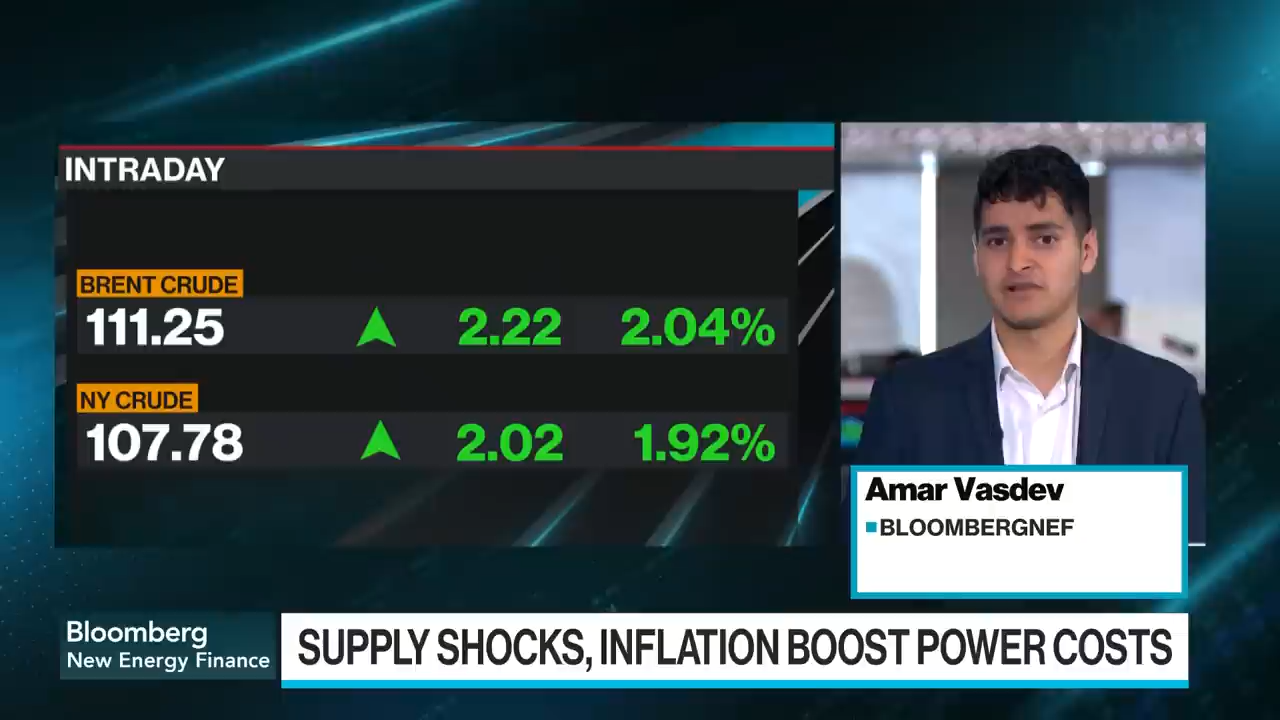 INTRADAY
BRENT CRUDE
111.25 2.22 2.04%
NY CRUDE
107.78 2.02 1.92%
Amar Vasdev
BLOOMBERGNEF
Bloomberg
New Energy Finance
SUPPLY SHOCKS, INFLATION BOOST POWER COSTS